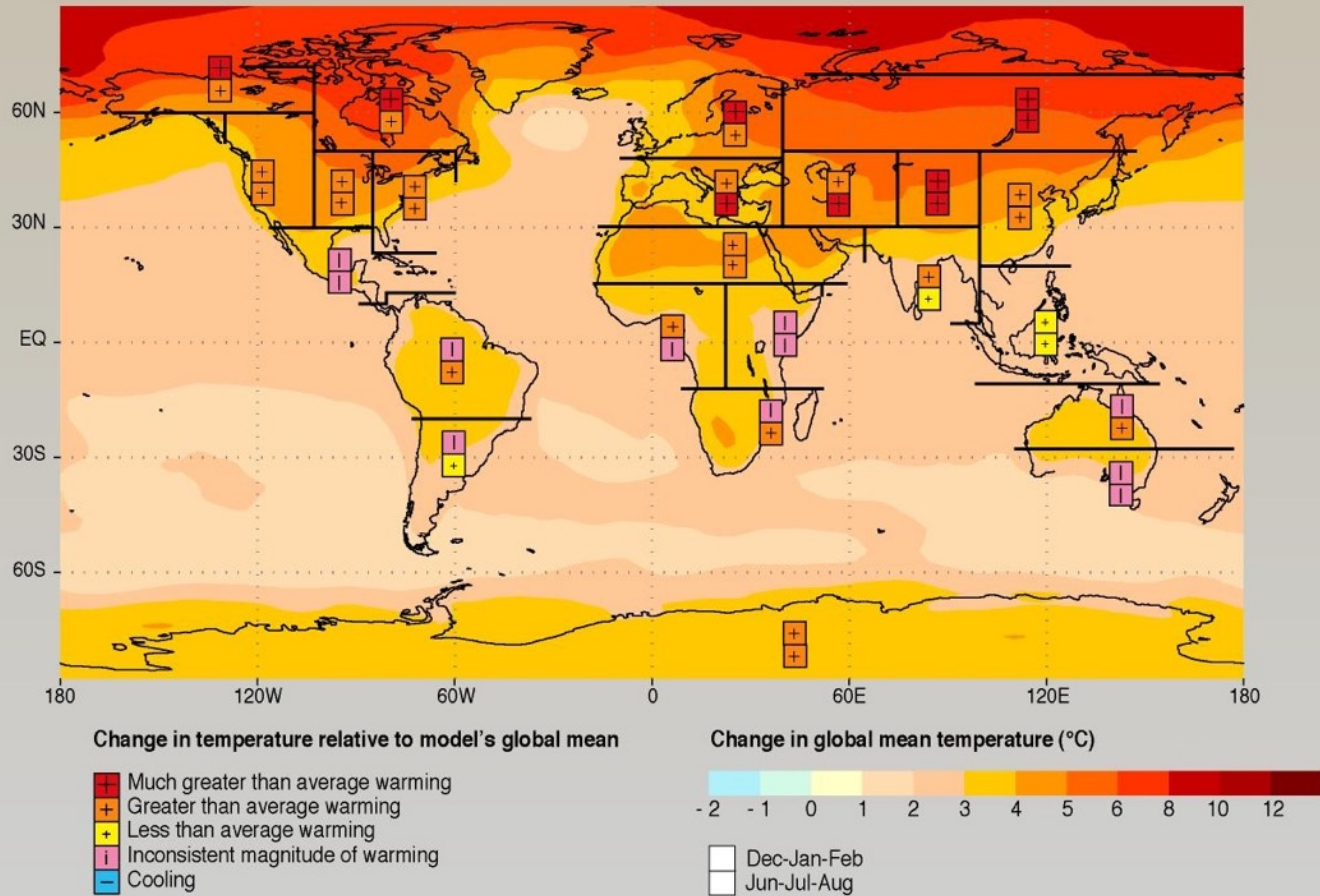 60N
30N
EQ
30S
60S
180 120W 60W 0 60E 120E 180
+ +
+ +
+ +
+ +
+ +
+ +
+ +
+ +
+ +
+ +
+ +
I I
+ +
+ +
+ +
+ I
I I
I +
I +
I +
I +
I I
+ +
Change in temperature relative to model's global mean
+ Much greater than average warming
+ Greater than average warming
+ Less than average warming
i Inconsistent magnitude of warming
– Cooling
Change in global mean temperature (°C)
- 2 - 1 0 1 2 3 4 5 6 8 10 12
Dec-Jan-Feb
Jun-Jul-Aug